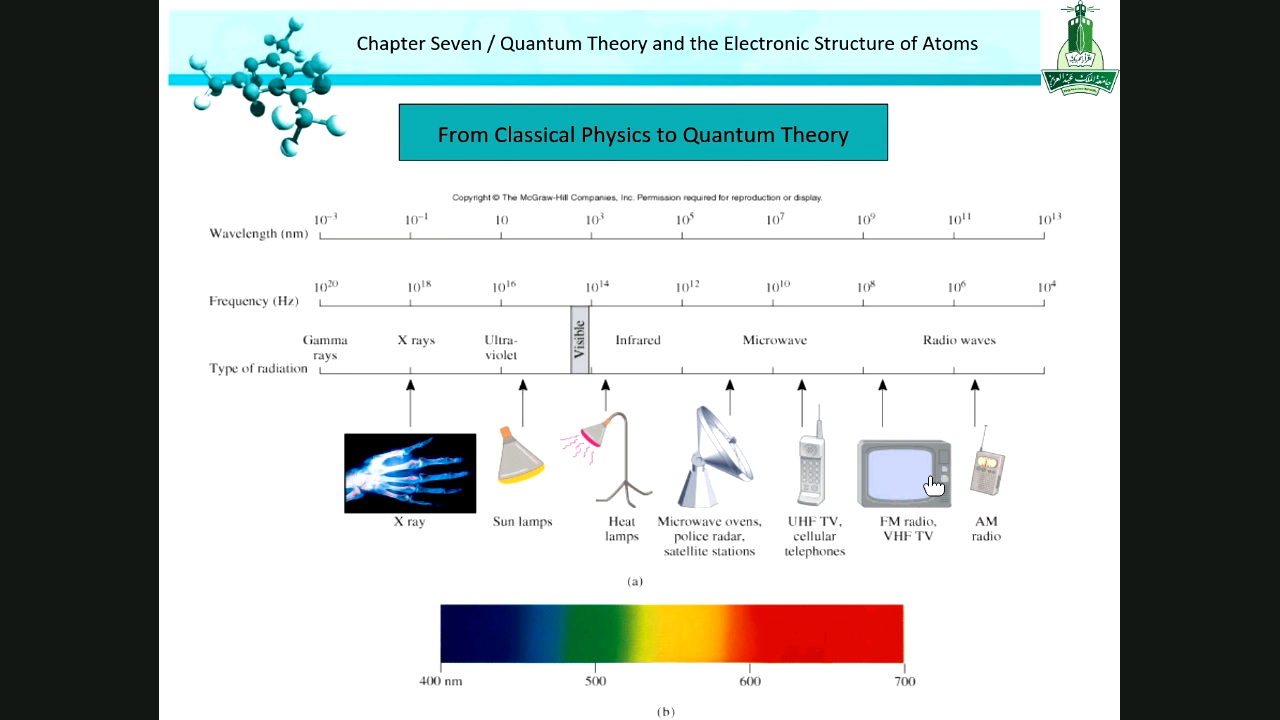 Chapter Seven / Quantum Theory and the Electronic Structure of Atoms
جامعة الملك عبدالعزيز
From Classical Physics to Quantum Theory
Copyright © The McGraw-Hill Companies, Inc. Permission required for reproduction or display.
10⁻³ 10⁻¹ 10 10³ 10⁵ 10⁷ 10⁹ 10¹¹ 10¹³
Wavelength (nm)
10²⁰ 10¹⁸ 10¹⁶ 10¹⁴ 10¹² 10¹⁰ 10⁸ 10⁶ 10⁴
Frequency (Hz)
Gamma
rays
X rays
Ultra-
violet
Visible
Infrared
Microwave
Radio waves
Type of radiation
X ray
Sun lamps
Heat
lamps
Microwave ovens,
police radar,
satellite stations
UHF TV,
cellular
telephones
FM radio,
VHF TV
AM
radio
(a)
400 nm 500 600 700
(b)